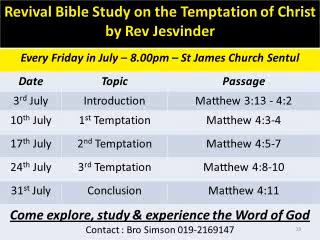 Revival Bible Study on the Temptation of Christ
by Rev Jesvinder
Every Friday in July – 8.00pm – St James Church Sentul
Date Topic Passage
3rd July Introduction Matthew 3:13 - 4:2
10th July 1st Temptation Matthew 4:3-4
17th July 2nd Temptation Matthew 4:5-7
24th July 3rd Temptation Matthew 4:8-10
31st July Conclusion Matthew 4:11
Come explore, study & experience the Word of God
Contact : Bro Simson 019-2169147